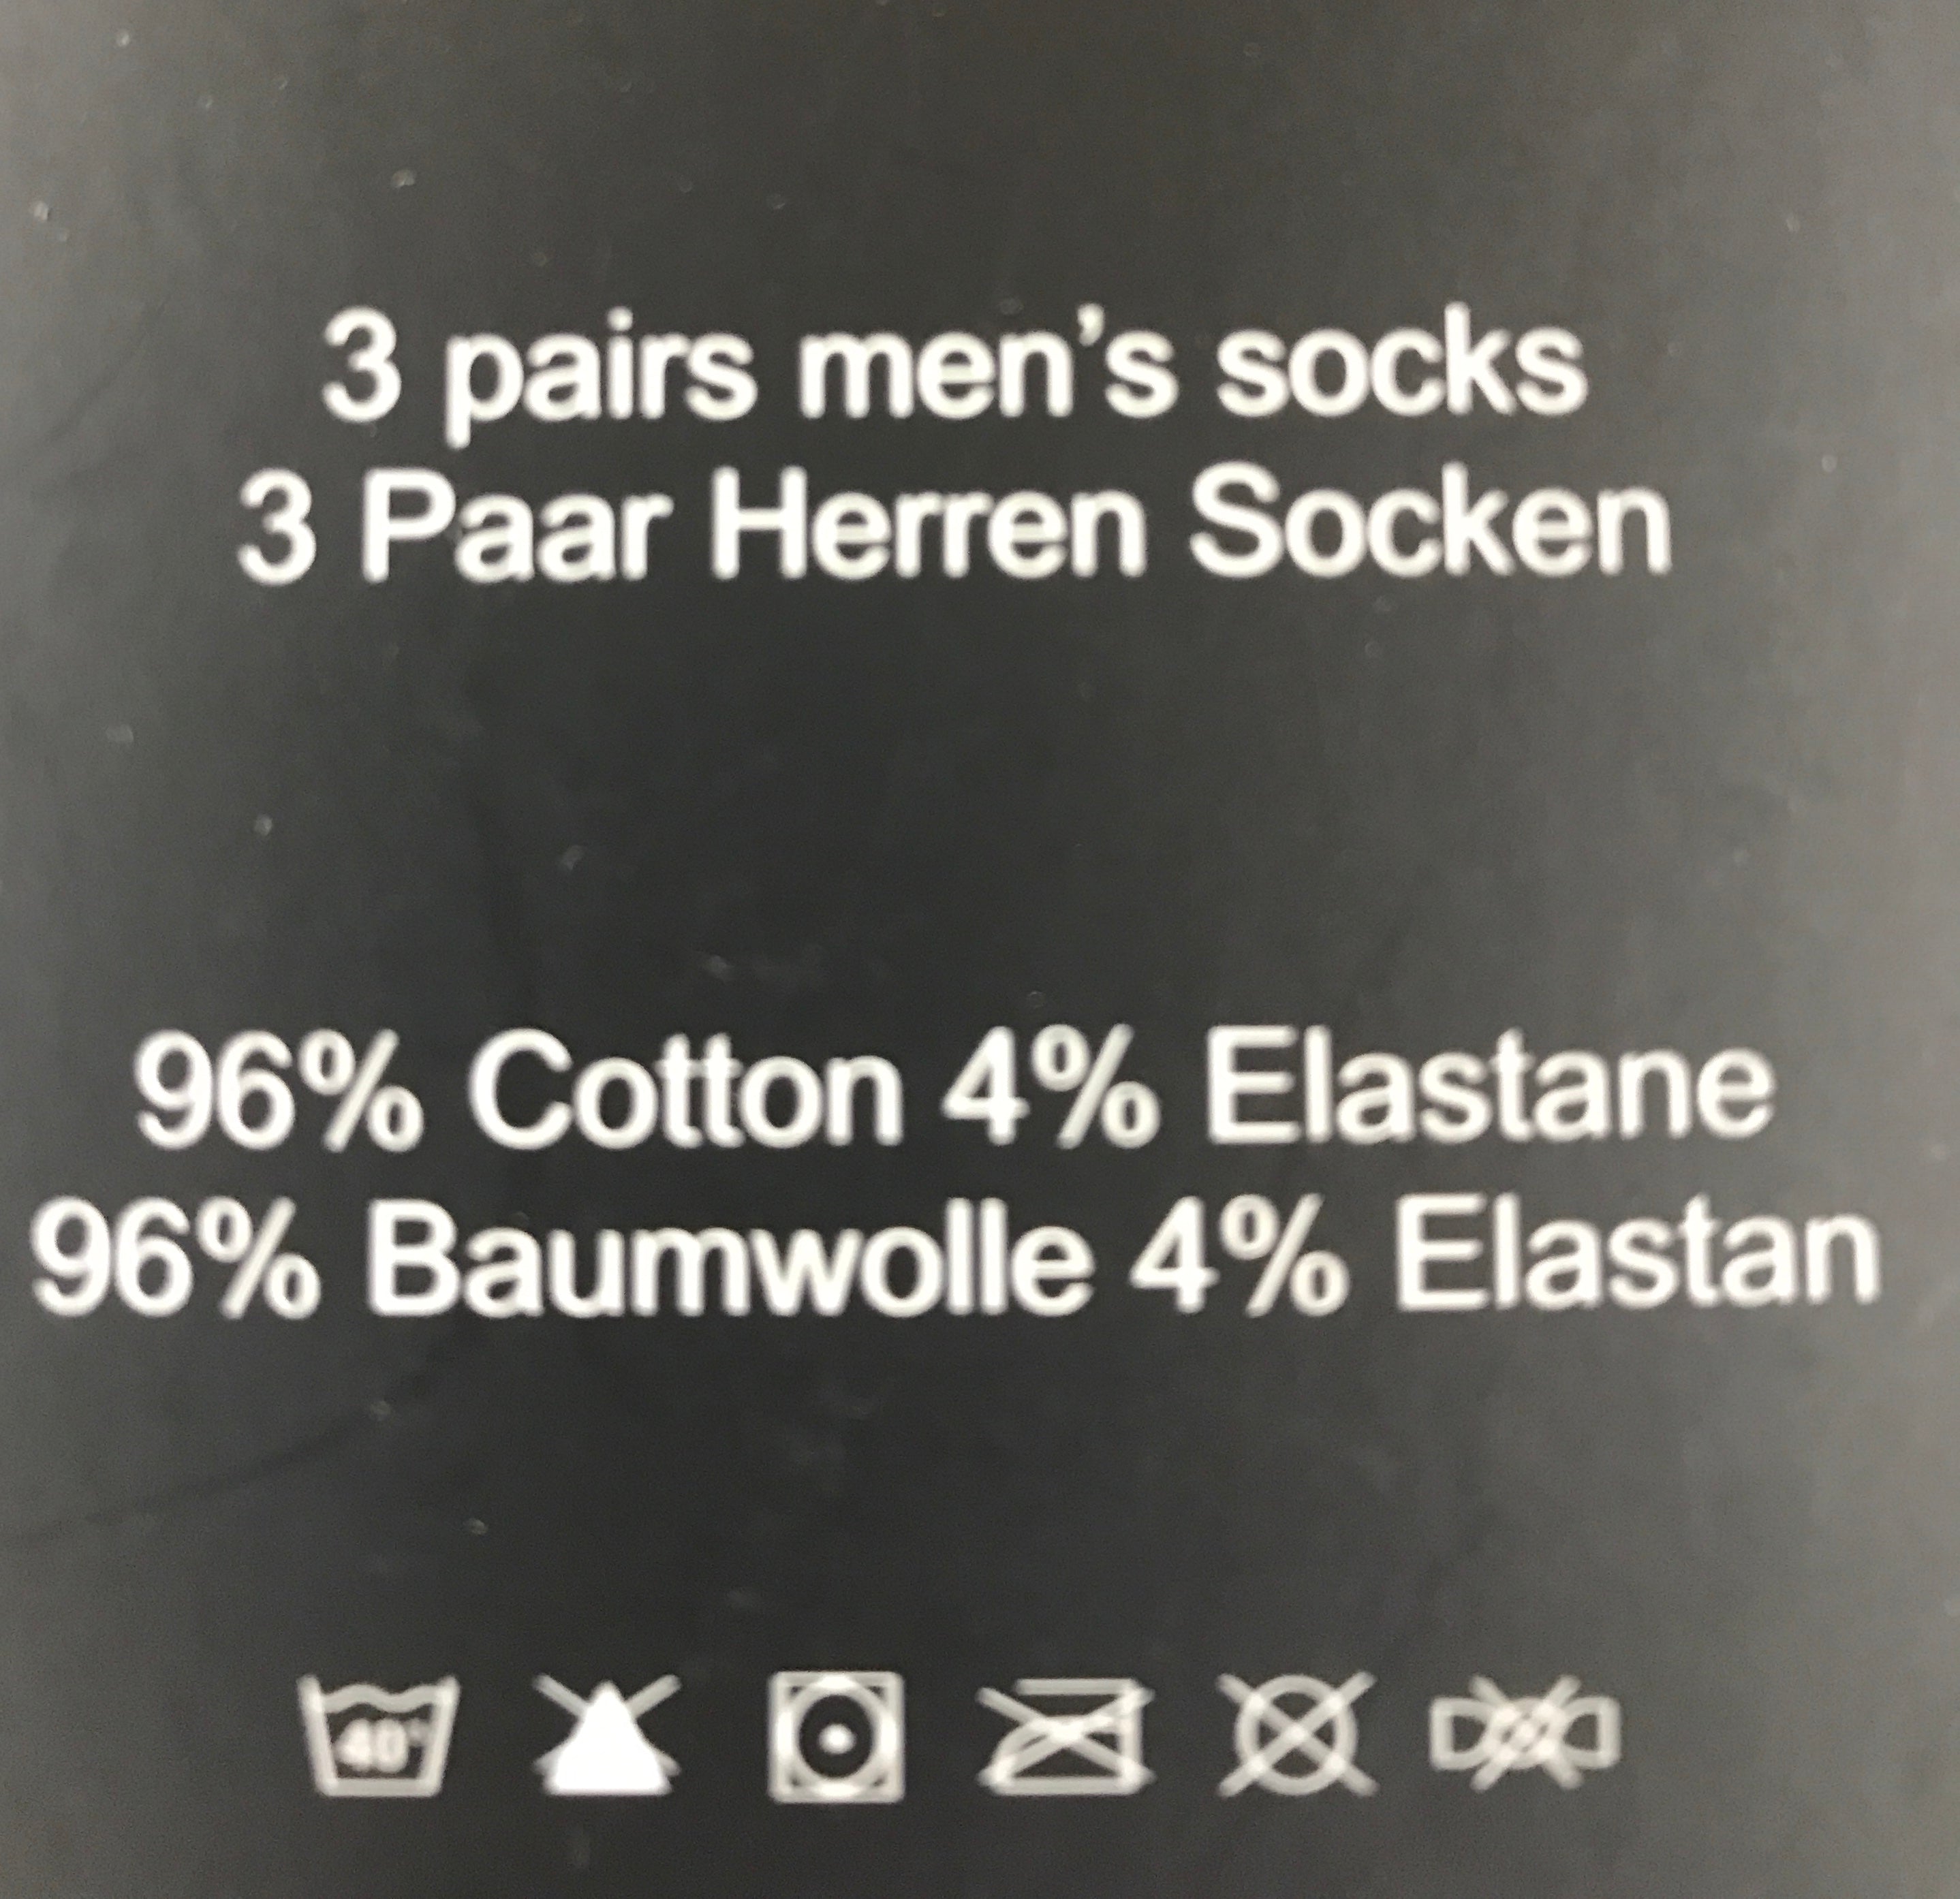 3 pairs men’s socks
3 Paar Herren Socken
96% Cotton 4% Elastane
96% Baumwolle 4% Elastan
40°